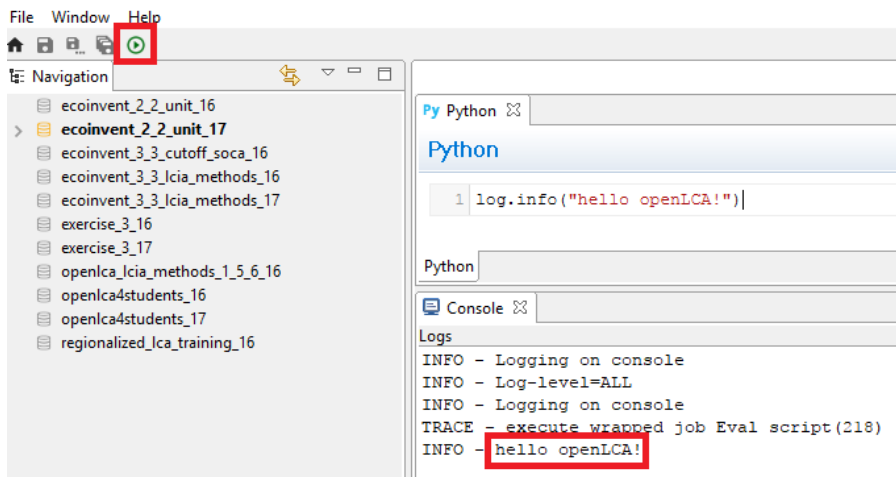 File Window Help
Navigation
ecoinvent_2_2_unit_16
ecoinvent_2_2_unit_17
ecoinvent_3_3_cutoff_soca_16
ecoinvent_3_3_lcia_methods_16
ecoinvent_3_3_lcia_methods_17
exercise_3_16
exercise_3_17
openlca_lcia_methods_1_5_6_16
openlca4students_16
openlca4students_17
regionalized_lca_training_16
Py Python
Python
1 log.info("hello openLCA!")
Python
Console
Logs
INFO - Logging on console
INFO - Log-level=ALL
INFO - Logging on console
TRACE - execute wrapped job Eval script(218)
INFO - hello openLCA!